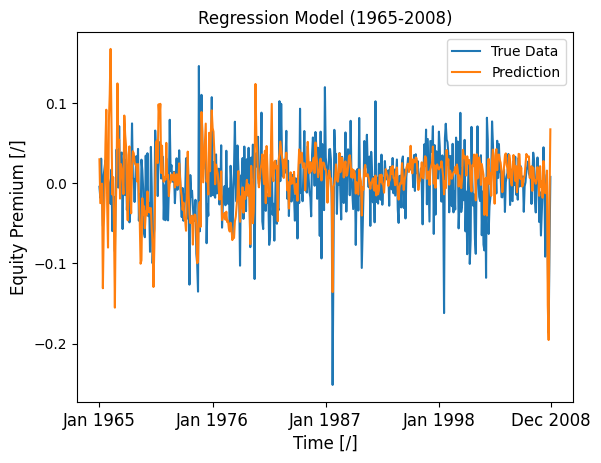 Regression Model (1965-2008)
True Data
Prediction
Equity Premium [/]
0.1
0.0
−0.1
−0.2
Jan 1965
Jan 1976
Jan 1987
Jan 1998
Dec 2008
Time [/]